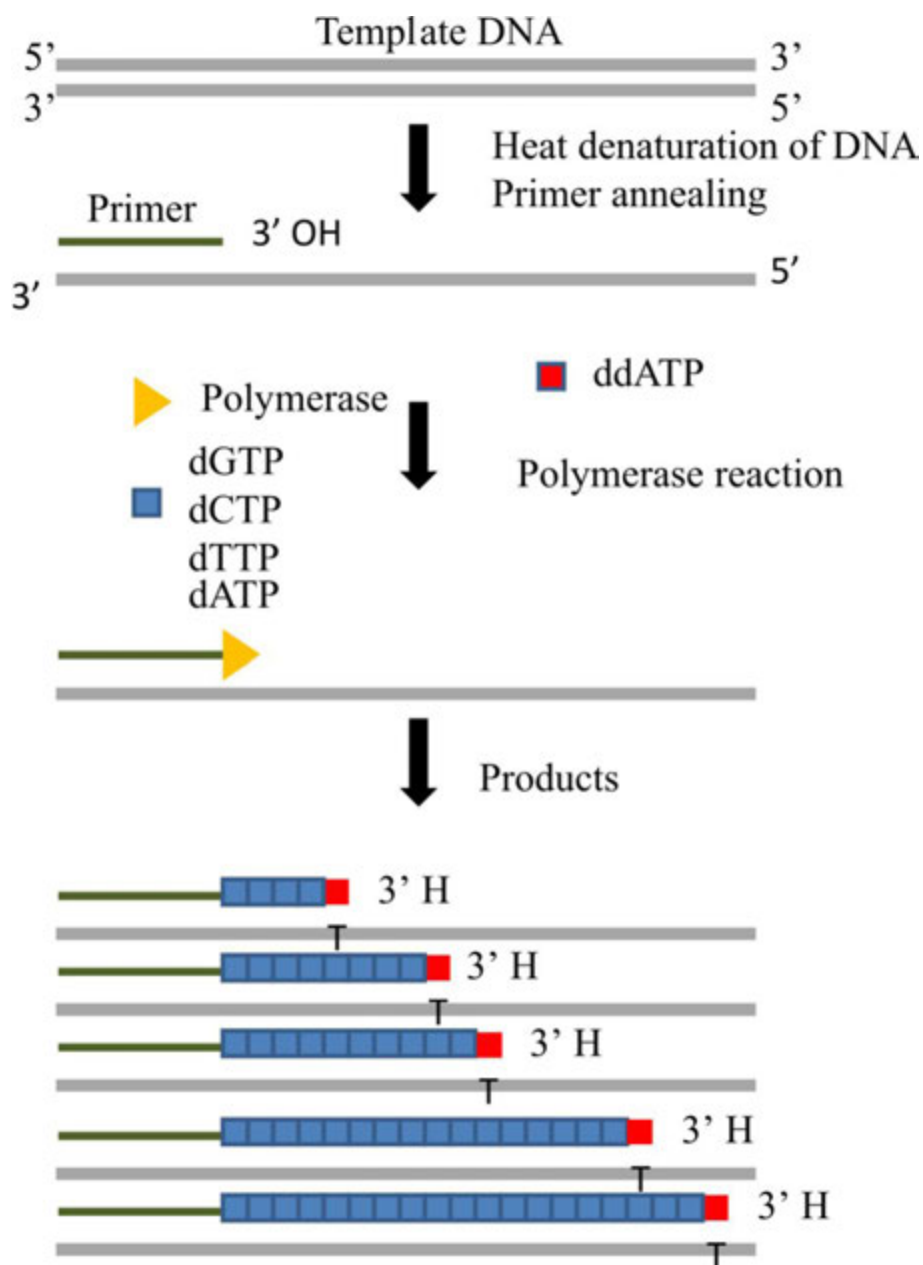 Template DNA
5’ 3’
3’ 5’
Heat denaturation of DNA
Primer annealing
Primer
3’ OH
3’ 5’
ddATP
Polymerase
dGTP
Polymerase reaction
dCTP
dTTP
dATP
Products
3’ H
T
3’ H
T
3’ H
T
3’ H
T
3’ H
T